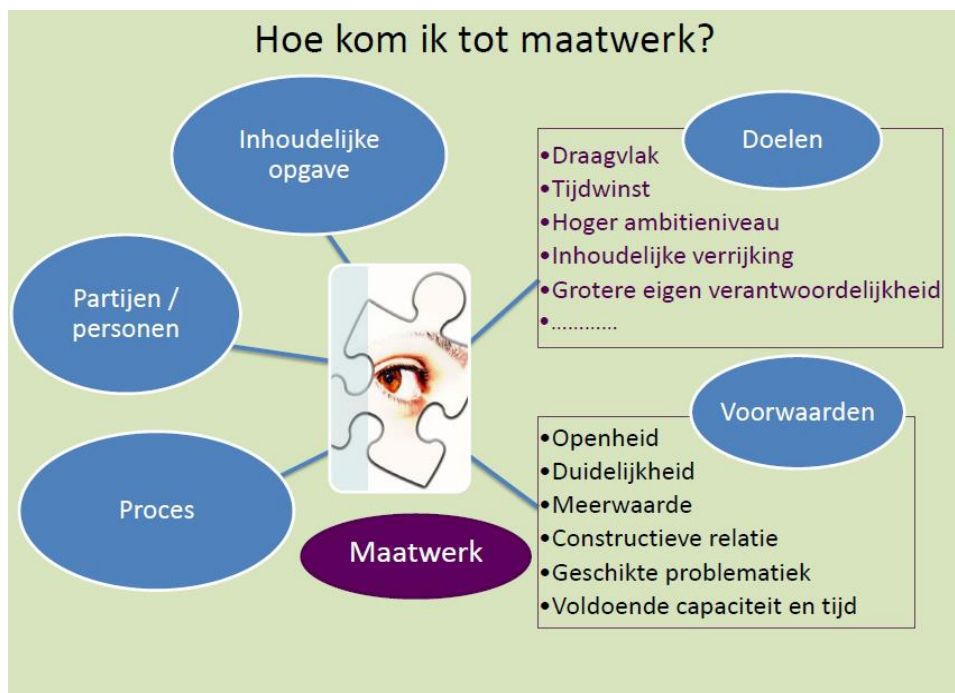 Hoe kom ik tot maatwerk?
Inhoudelijke
opgave
Partijen /
personen
Proces
Maatwerk
Doelen
•Draagvlak
•Tijdwinst
•Hoger ambitieniveau
•Inhoudelijke verrijking
•Grotere eigen verantwoordelijkheid
•............
Voorwaarden
•Openheid
•Duidelijkheid
•Meerwaarde
•Constructieve relatie
•Geschikte problematiek
•Voldoende capaciteit en tijd